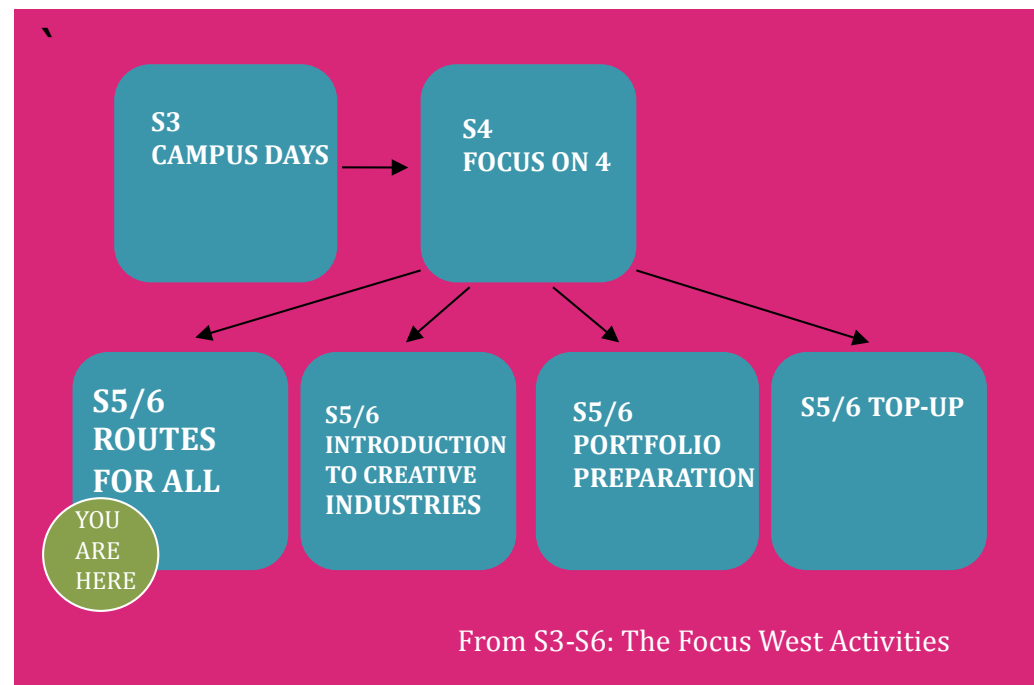 `
S3
CAMPUS DAYS
S4
FOCUS ON 4
S5/6
ROUTES
FOR ALL
YOU
ARE
HERE
S5/6
INTRODUCTION
TO CREATIVE
INDUSTRIES
S5/6
PORTFOLIO
PREPARATION
S5/6 TOP-UP
From S3-S6: The Focus West Activities